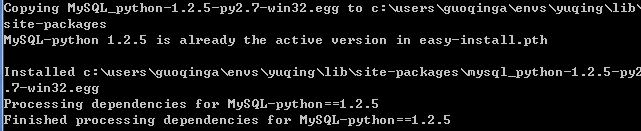 Copying MySQL_python-1.2.5-py2.7-win32.egg to c:\users\guoqinga\envs\yuqing\lib\
site-packages
MySQL-python 1.2.5 is already the active version in easy-install.pth
Installed c:\users\guoqinga\envs\yuqing\lib\site-packages\mysql_python-1.2.5-py2
.7-win32.egg
Processing dependencies for MySQL-python==1.2.5
Finished processing dependencies for MySQL-python==1.2.5